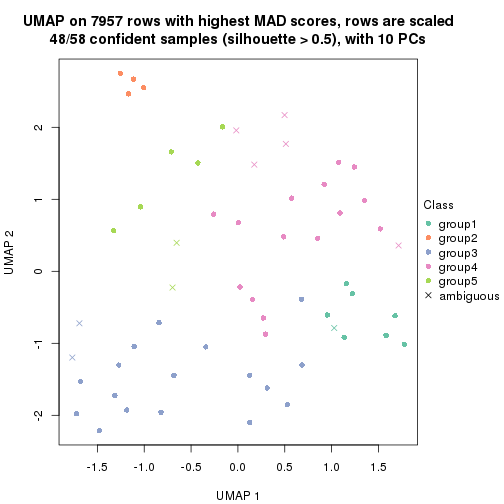 UMAP on 7957 rows with highest MAD scores, rows are scaled
48/58 confident samples (silhouette > 0.5), with 10 PCs
2
1
0
-1
-2
UMAP 2
-1.5 -1.0 -0.5 0.0 0.5 1.0 1.5
UMAP 1
Class
group1
group2
group3
group4
group5
ambiguous